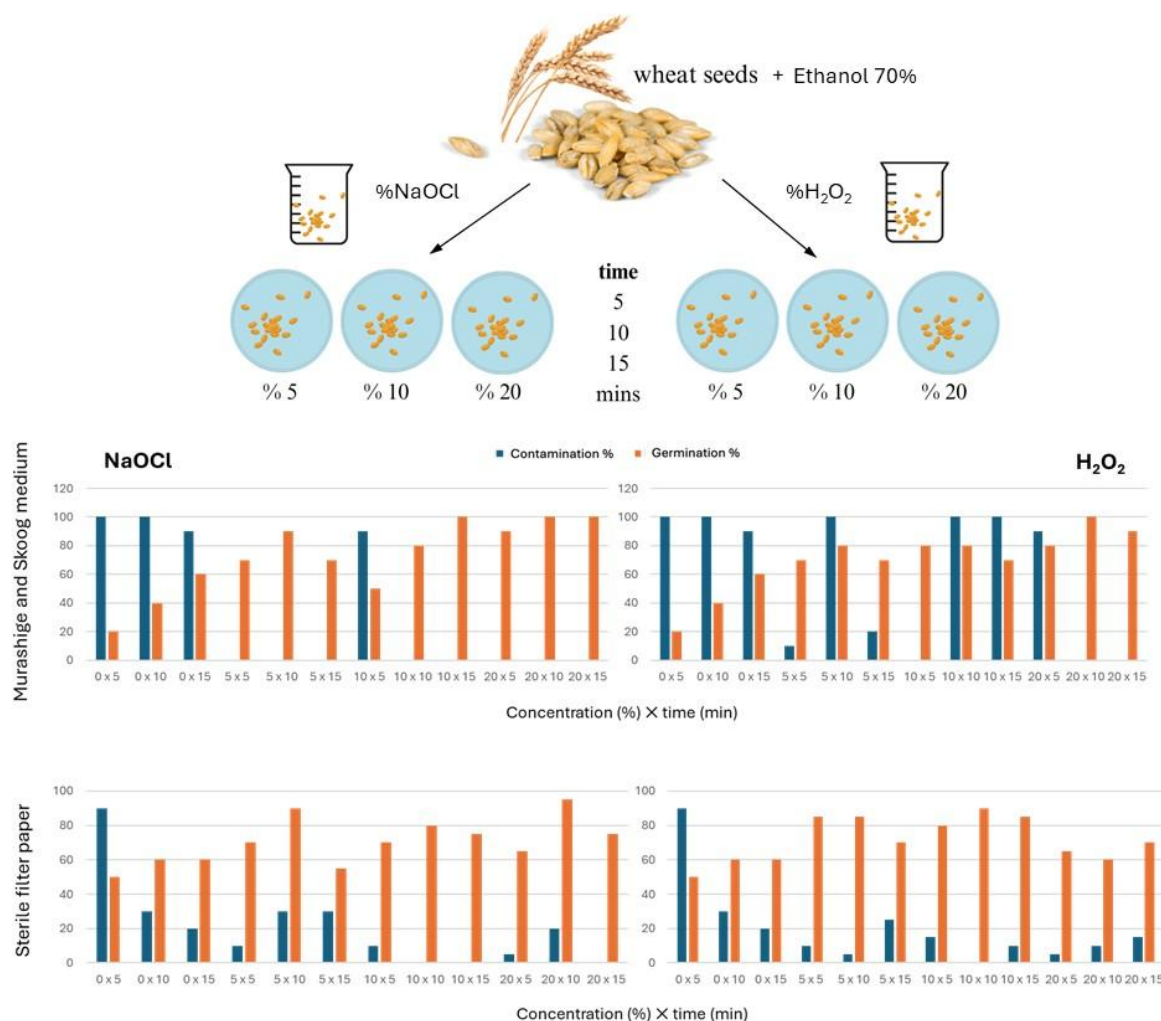 wheat seeds + Ethanol 70%
%NaOCl
%H₂O₂
time
5
10
15
mins
% 5
% 10
% 20
% 5
% 10
% 20
NaOCl
Contamination % Germination %
H₂O₂
Murashige and Skoog medium
120
100
80
60
40
20
0
0 x 5 0 x 10 0 x 15 5 x 5 5 x 10 5 x 15 10 x 5 10 x 10 10 x 15 20 x 5 20 x 10 20 x 15
120
100
80
60
40
20
0
0 x 5 0 x 10 0 x 15 5 x 5 5 x 10 5 x 15 10 x 5 10 x 10 10 x 15 20 x 5 20 x 10 20 x 15
Concentration (%) X time (min)
Sterile filter paper
100
80
60
40
20
0
0 x 5 0 x 10 0 x 15 5 x 5 5 x 10 5 x 15 10 x 5 10 x 10 10 x 15 20 x 5 20 x 10 20 x 15
100
80
60
40
20
0
0 x 5 0 x 10 0 x 15 5 x 5 5 x 10 5 x 15 10 x 5 10 x 10 10 x 15 20 x 5 20 x 10 20 x 15
Concentration (%) X time (min)